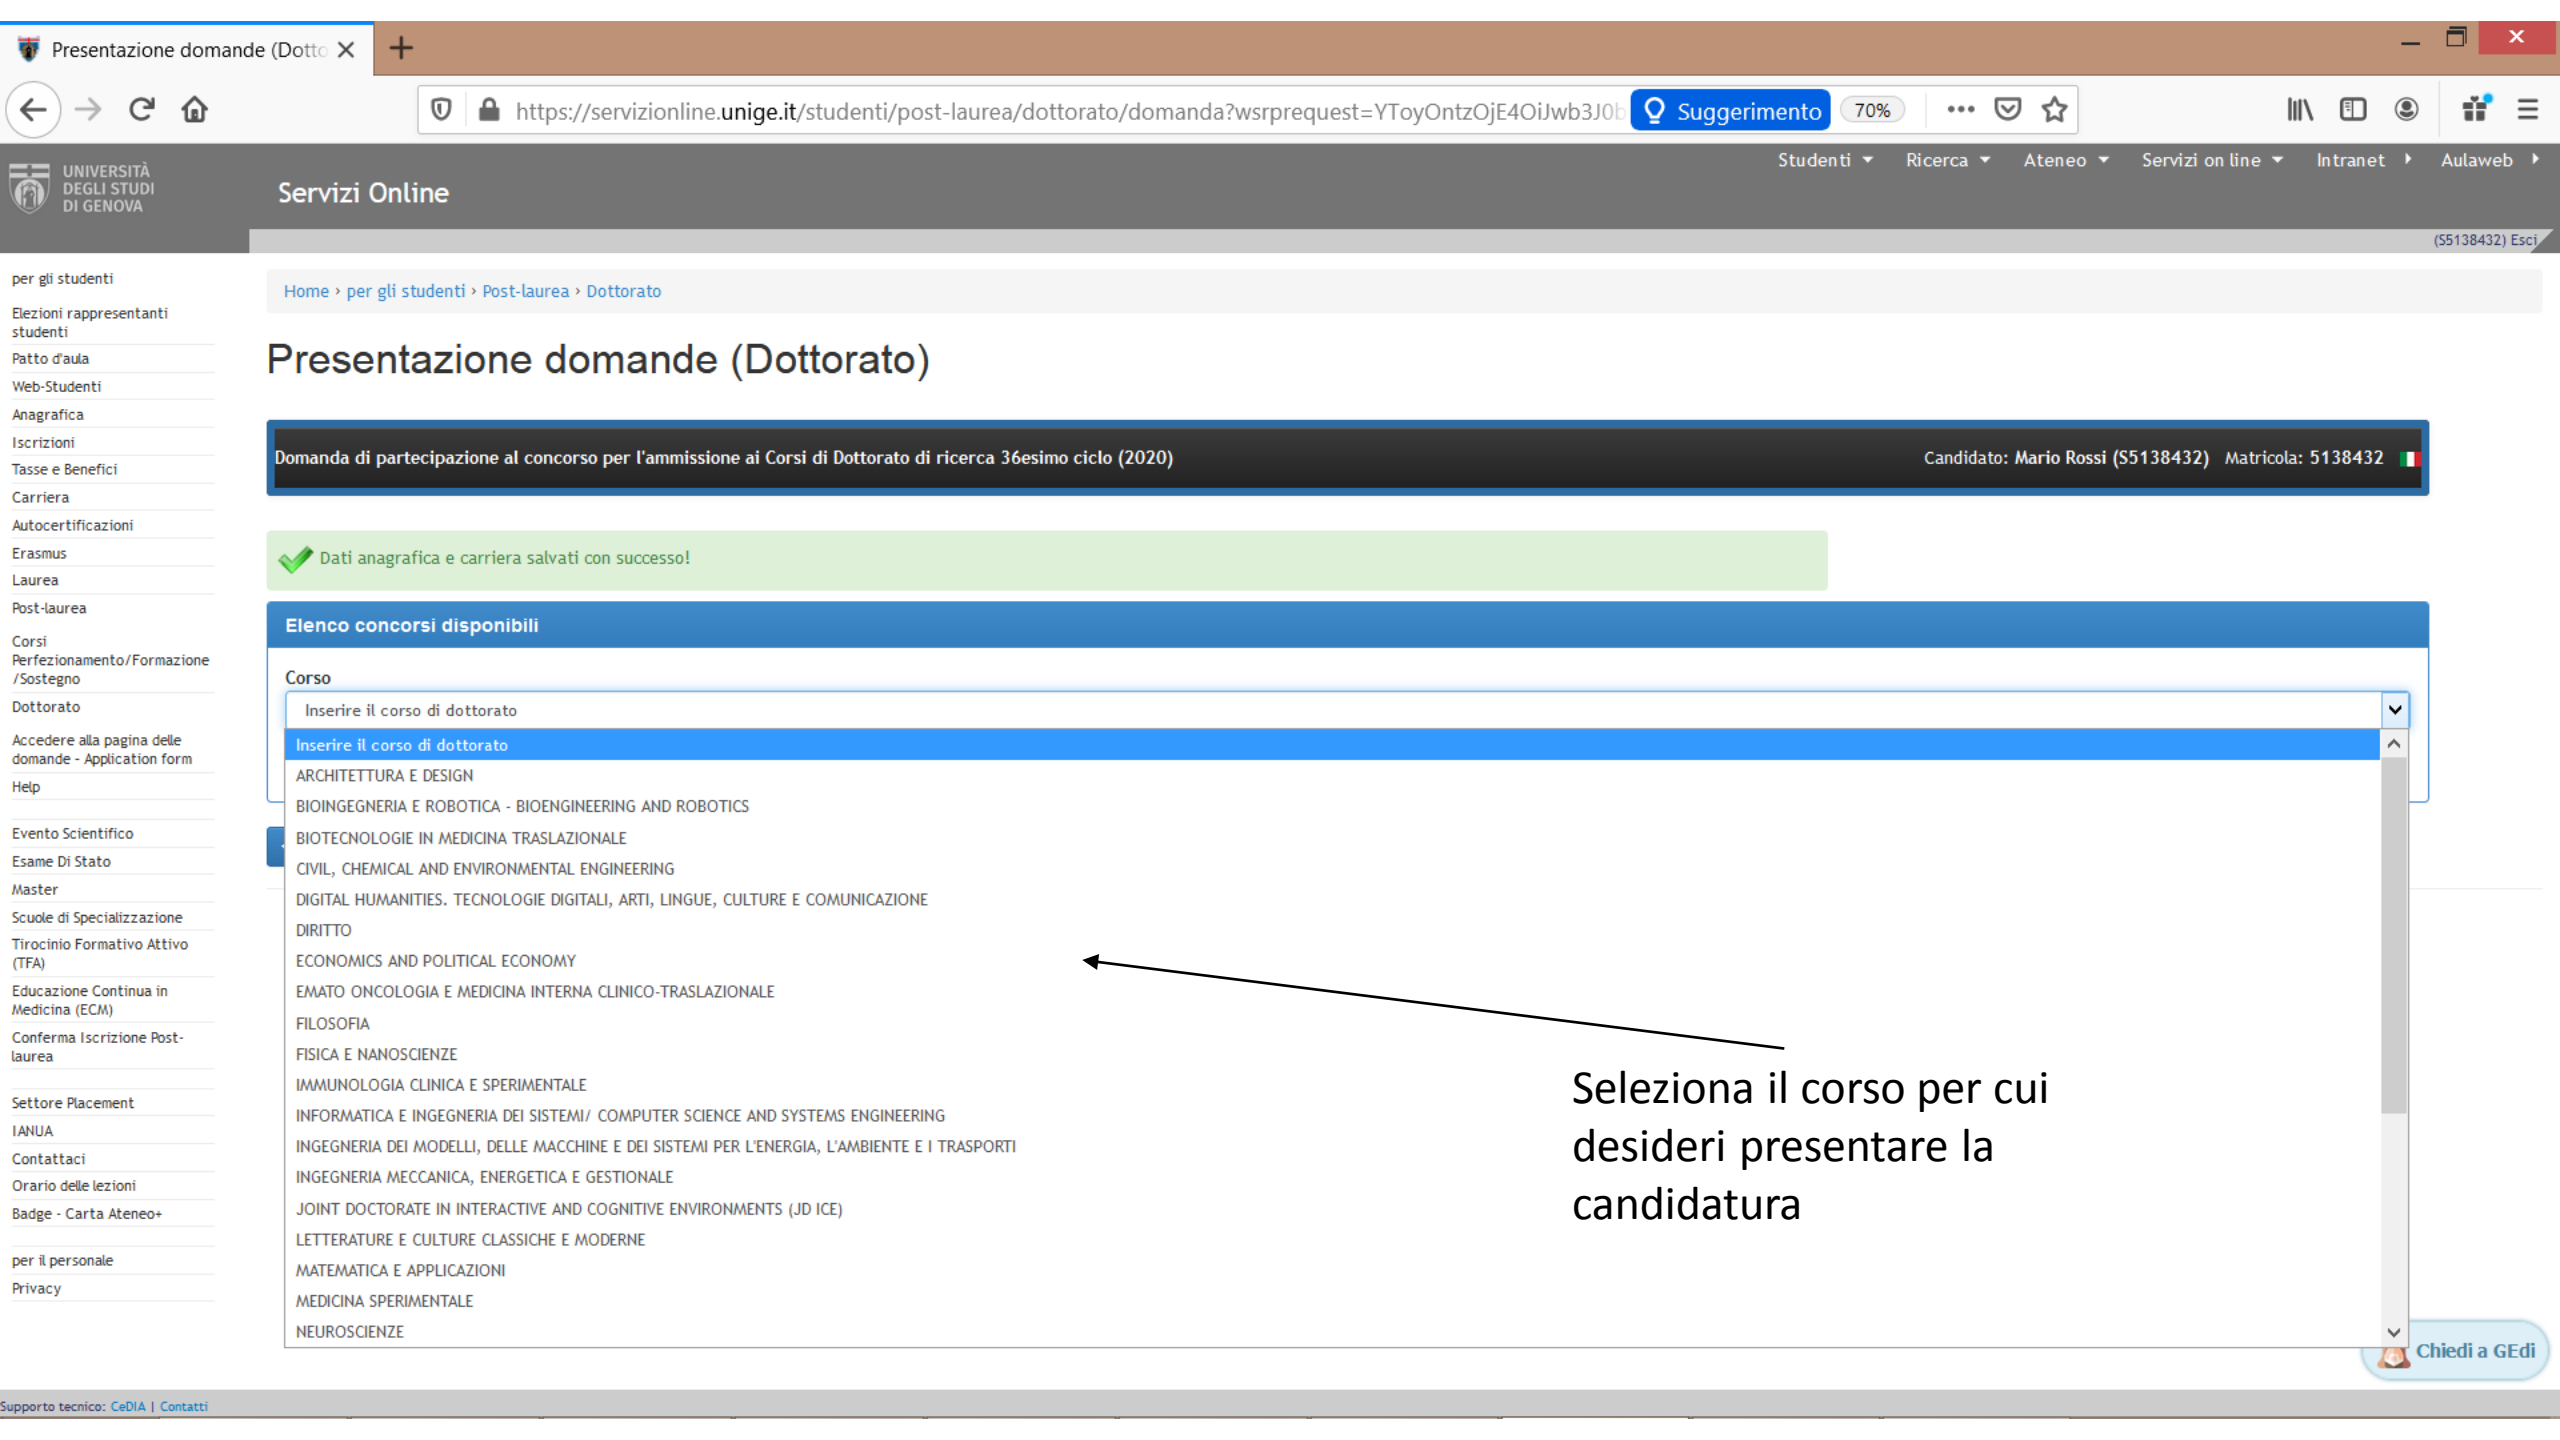 Presentazione domande (Dotto
https://servizionline.unige.it/studenti/post-laurea/dottorato/domanda?wsrprequest=YToyOntzOjE4OiJwb3J0b
Suggerimento
70%
UNIVERSITÀ
DEGLI STUDI
DI GENOVA
Servizi Online
Studenti
Ricerca
Ateneo
Servizi on line
Intranet
Aulaweb
(S5138432) Esci
per gli studenti
Elezioni rappresentanti
studenti
Patto d'aula
Web-Studenti
Anagrafica
Iscrizioni
Tasse e Benefici
Carriera
Autocertificazioni
Erasmus
Laurea
Post-laurea
Corsi
Perfezionamento/Formazione
/Sostegno
Dottorato
Accedere alla pagina delle
domande - Application form
Help
Evento Scientifico
Esame Di Stato
Master
Scuole di Specializzazione
Tirocinio Formativo Attivo
(TFA)
Educazione Continua in
Medicina (ECM)
Conferma Iscrizione Post-
laurea
Settore Placement
IANUA
Contattaci
Orario delle lezioni
Badge - Carta Ateneo+
per il personale
Privacy
Home › per gli studenti › Post-laurea › Dottorato
Presentazione domande (Dottorato)
Domanda di partecipazione al concorso per l'ammissione ai Corsi di Dottorato di ricerca 36esimo ciclo (2020)
Candidato: Mario Rossi (S5138432) Matricola: 5138432
Dati anagrafica e carriera salvati con successo!
Elenco concorsi disponibili
Corso
Inserire il corso di dottorato
Inserire il corso di dottorato
ARCHITETTURA E DESIGN
BIOINGEGNERIA E ROBOTICA - BIOENGINEERING AND ROBOTICS
BIOTECNOLOGIE IN MEDICINA TRASLAZIONALE
CIVIL, CHEMICAL AND ENVIRONMENTAL ENGINEERING
DIGITAL HUMANITIES. TECNOLOGIE DIGITALI, ARTI, LINGUE, CULTURE E COMUNICAZIONE
DIRITTO
ECONOMICS AND POLITICAL ECONOMY
EMATO ONCOLOGIA E MEDICINA INTERNA CLINICO-TRASLAZIONALE
FILOSOFIA
FISICA E NANOSCIENZE
IMMUNOLOGIA CLINICA E SPERIMENTALE
INFORMATICA E INGEGNERIA DEI SISTEMI/ COMPUTER SCIENCE AND SYSTEMS ENGINEERING
INGEGNERIA DEI MODELLI, DELLE MACCHINE E DEI SISTEMI PER L'ENERGIA, L'AMBIENTE E I TRASPORTI
INGEGNERIA MECCANICA, ENERGETICA E GESTIONALE
JOINT DOCTORATE IN INTERACTIVE AND COGNITIVE ENVIRONMENTS (JD ICE)
LETTERATURE E CULTURE CLASSICHE E MODERNE
MATEMATICA E APPLICAZIONI
MEDICINA SPERIMENTALE
NEUROSCIENZE
Seleziona il corso per cui
desideri presentare la
candidatura
Chiedi a GEdi
Supporto tecnico: CeDIA | Contatti